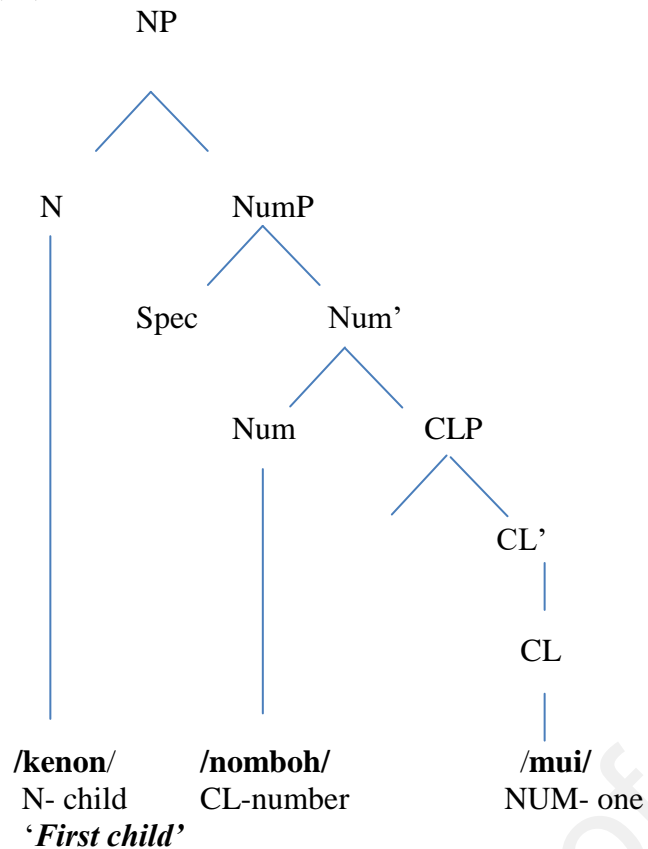 NP
N NumP
Spec Num’
Num CLP
CL’
CL
/kenon/ /nomboh/ /mui/
N- child CL-number NUM- one
‘First child’